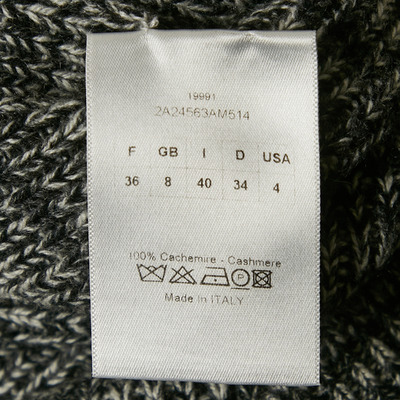 19991
2A24563AM514
F GB I D USA
36 8 40 34 4
100% Cachemire - Cashmere
P
Made in ITALY